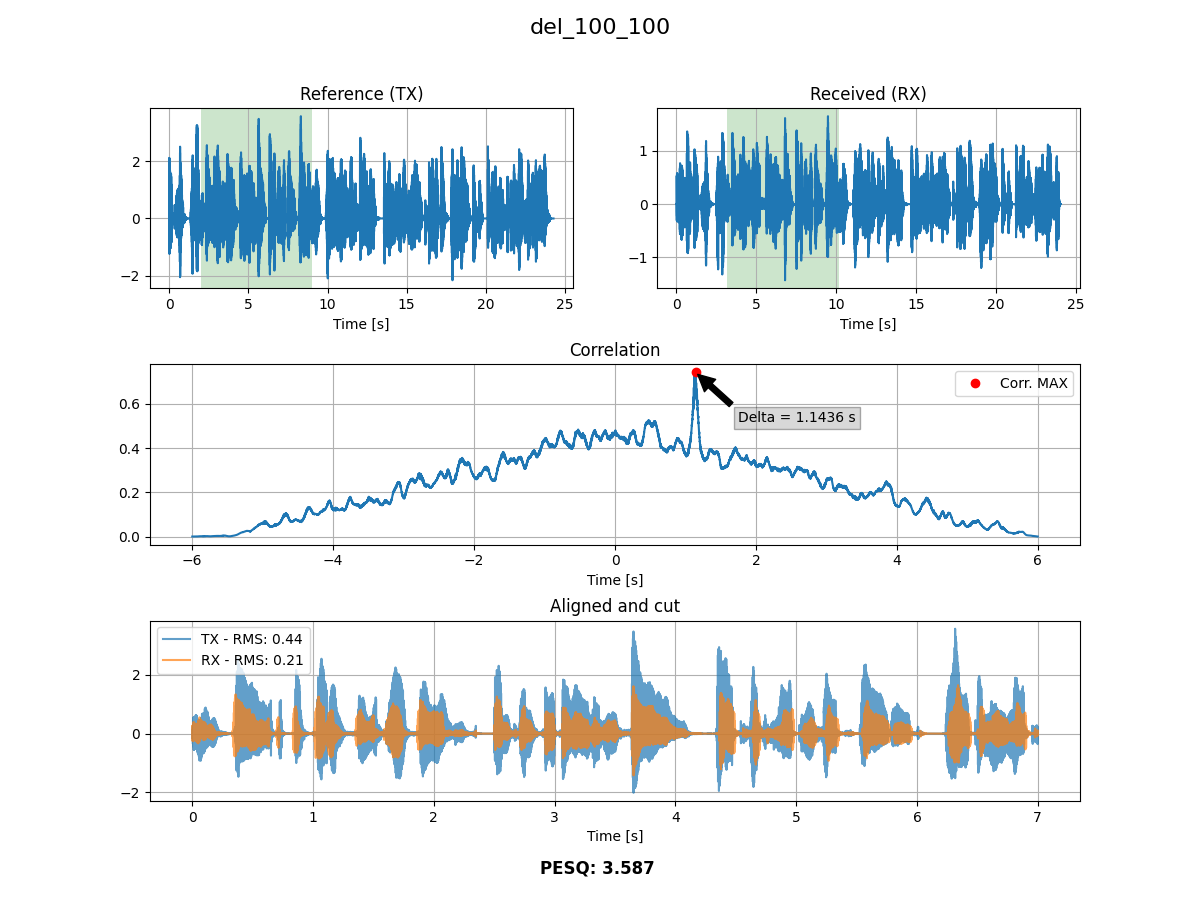 del_100_100
Reference (TX)
Received (RX)
2
0
−2
0 5 10 15 20 25
Time [s]
1
0
−1
0 5 10 15 20 25
Time [s]
Correlation
0.6
0.4
0.2
0.0
Corr. MAX
Delta = 1.1436 s
−6 −4 −2 0 2 4 6
Time [s]
Aligned and cut
TX - RMS: 0.44
RX - RMS: 0.21
2
0
−2
0 1 2 3 4 5 6 7
Time [s]
PESQ: 3.587